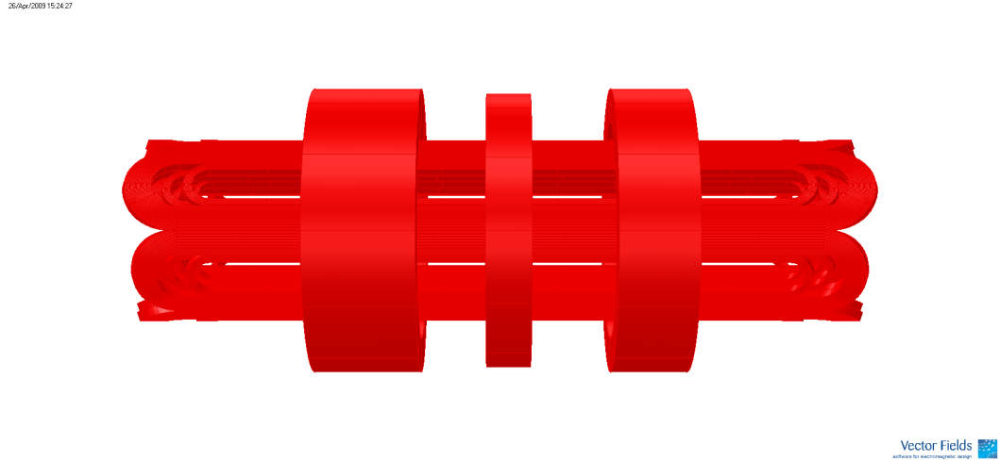 26/Apr/2009 15:24:27
Vector Fields
software for electromagnetic design